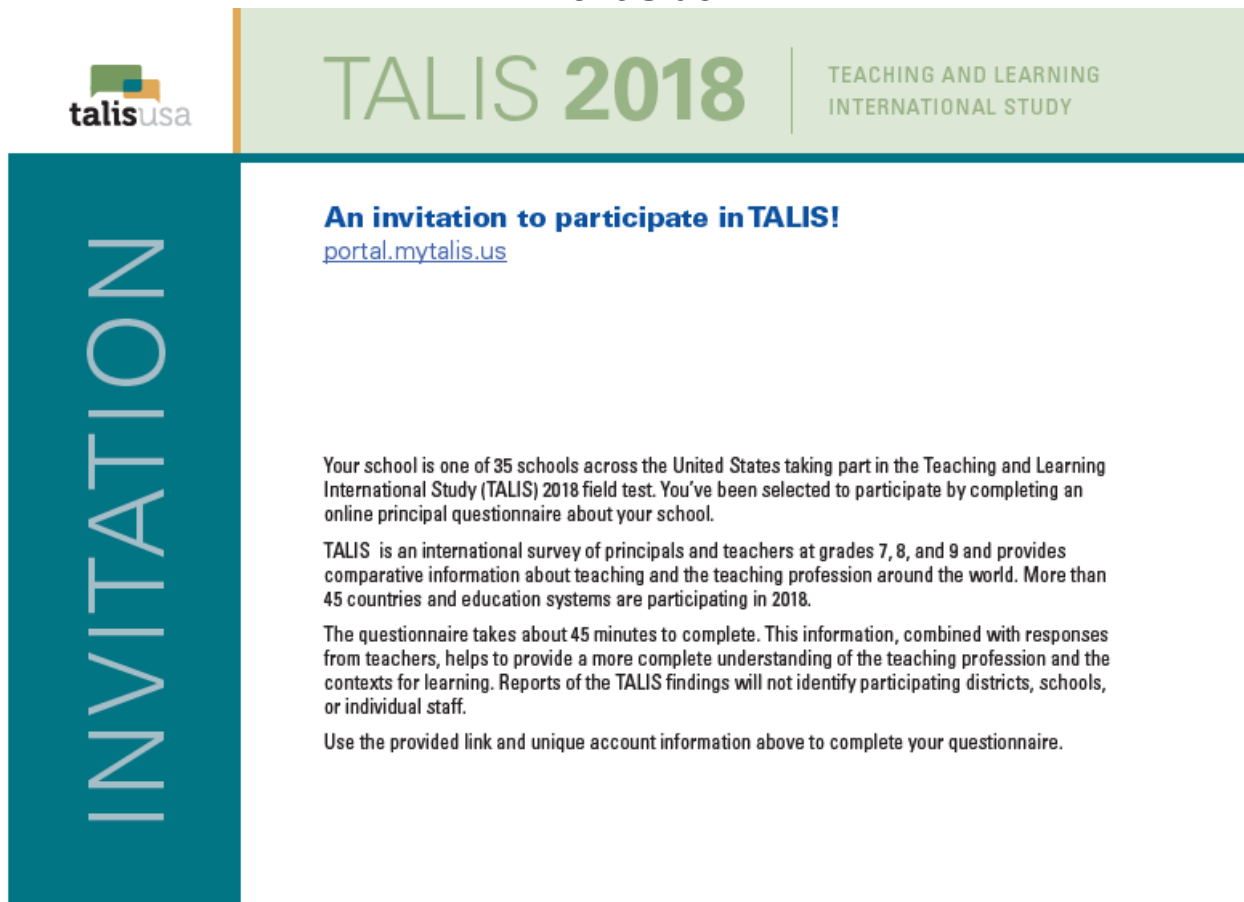 talisusa
TALIS 2018
TEACHING AND LEARNING
INTERNATIONAL STUDY
INVITATION
An invitation to participate in TALIS!
portal.mytalis.us
Your school is one of 35 schools across the United States taking part in the Teaching and Learning
International Study (TALIS) 2018 field test. You've been selected to participate by completing an
online principal questionnaire about your school.
TALIS is an international survey of principals and teachers at grades 7, 8, and 9 and provides
comparative information about teaching and the teaching profession around the world. More than
45 countries and education systems are participating in 2018.
The questionnaire takes about 45 minutes to complete. This information, combined with responses
from teachers, helps to provide a more complete understanding of the teaching profession and the
contexts for learning. Reports of the TALIS findings will not identify participating districts, schools,
or individual staff.
Use the provided link and unique account information above to complete your questionnaire.